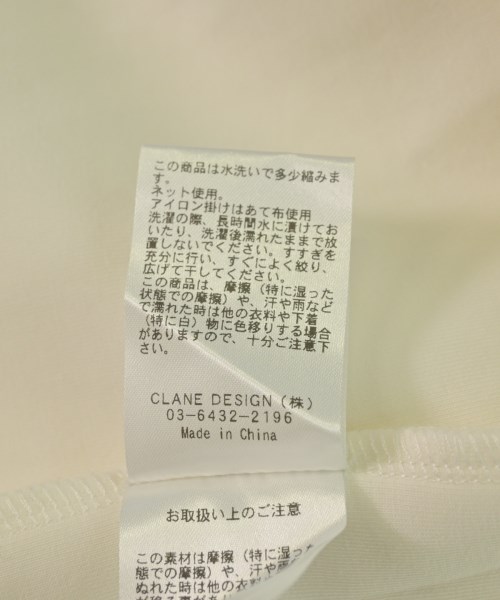 この商品は水洗いで多少縮みま
す。
ネット使用。
アイロン掛けはあて布使用
洗濯の際、長時間水に漬けてお
いたり、洗濯後濡れたままで放
置しないでください。すすぎを
充分に行い、すぐによく絞り、
広げて干してください。
この商品は、摩擦（特に湿った
状態での摩擦）や、汗や雨など
で濡れた時は他の衣料や下着
（特に白）物に色移りする場合
がありますので、十分ご注意下
さい。
CLANE DESIGN（株）
03-6432-2196
Made in China
お取扱い上のご注意
この素材は摩擦（特に湿っ
態での摩擦）や、汗や雨
ぬれた時は他の衣料
が移る事があり